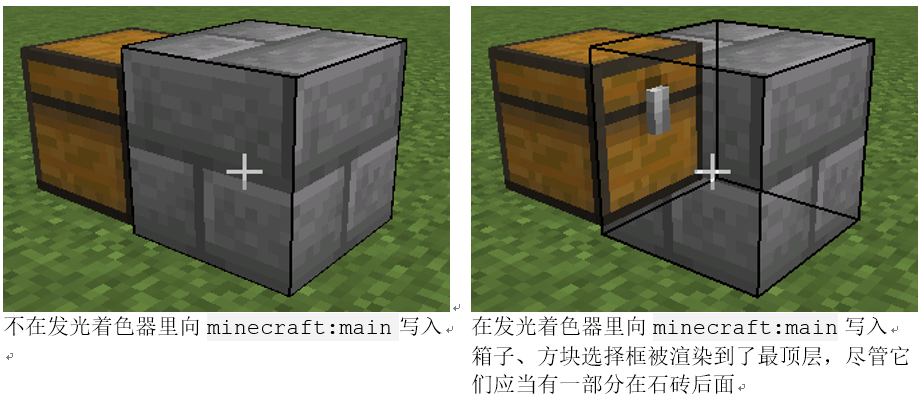 不在发光着色器里向 minecraft:main 写入
在发光着色器里向 minecraft:main 写入
箱子、方块选择框被渲染到了最顶层，尽管它
们应当有一部分在石砖后面